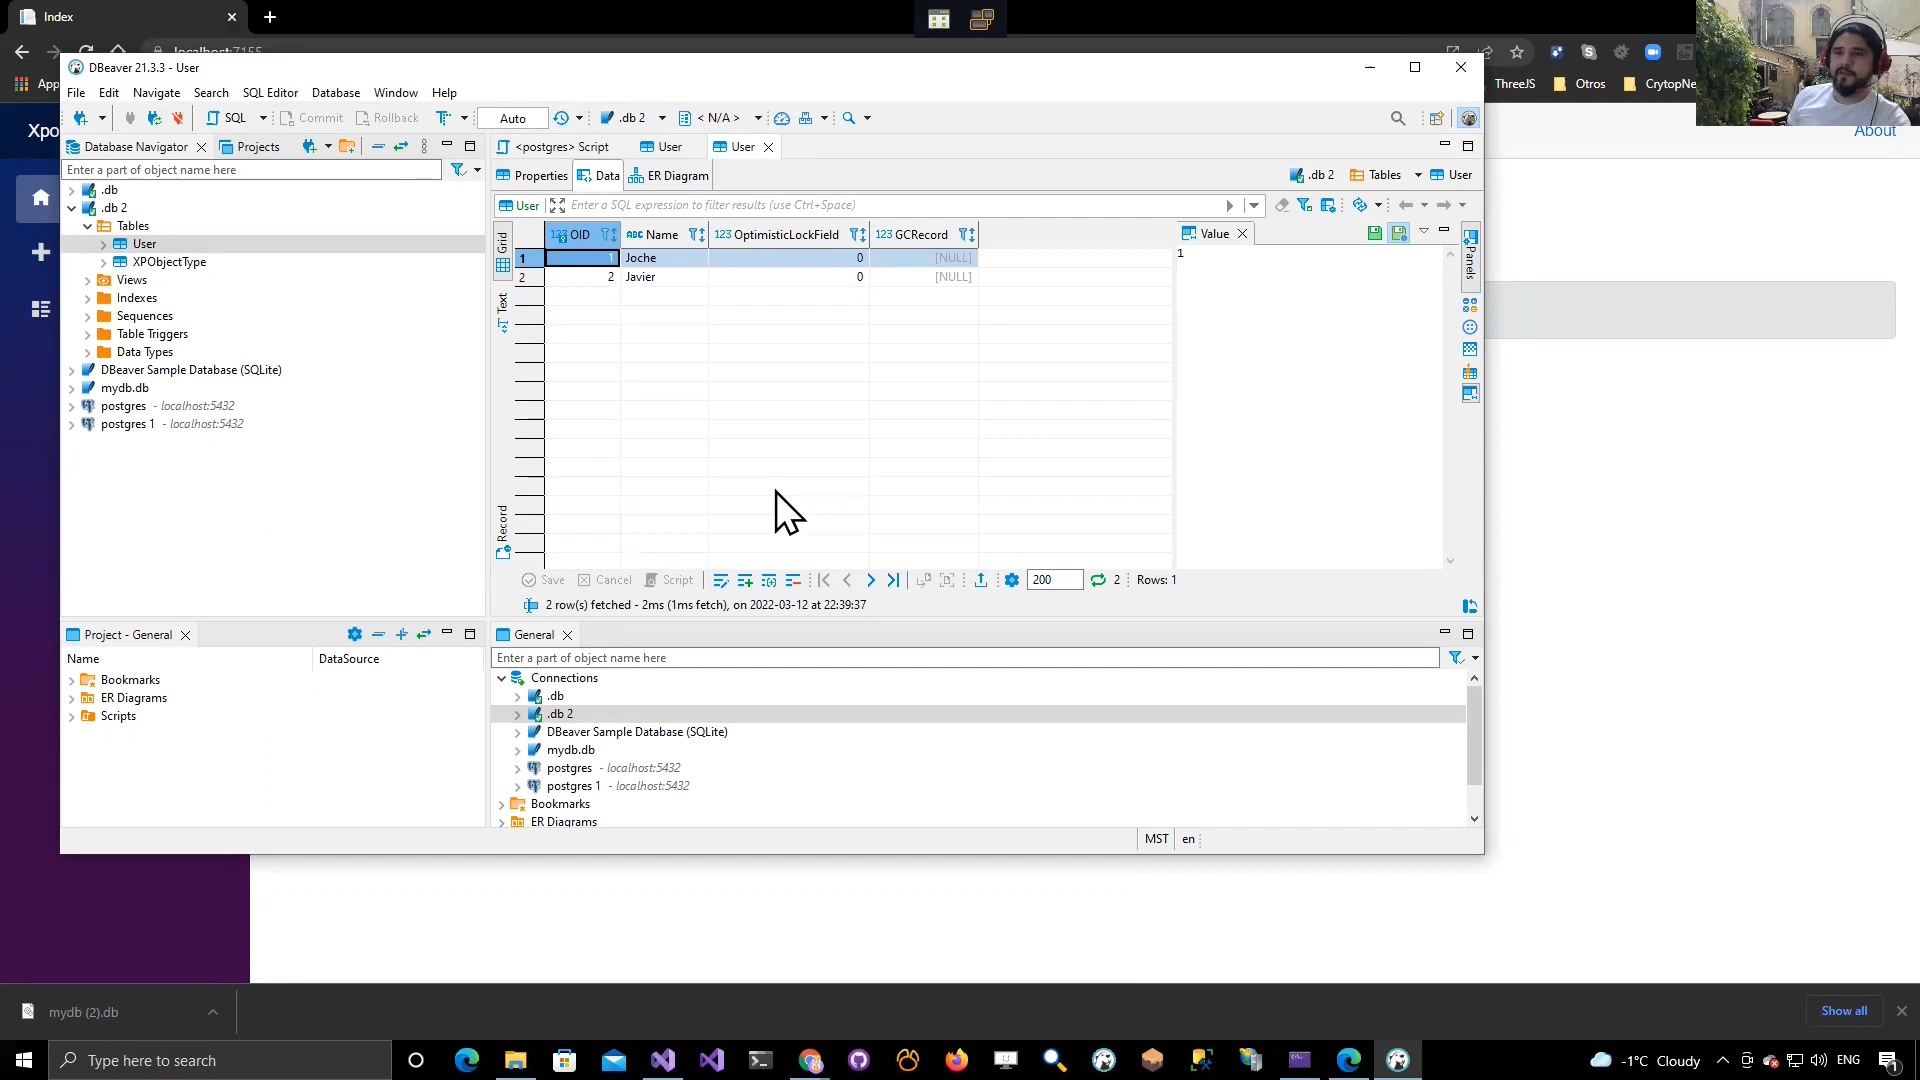 Index
localhost:7155
App
ThreeJS
Otros
CrytopNe
Xpo
About
DBeaver 21.3.3 - User
File Edit Navigate Search SQL Editor Database Window Help
SQL Commit Rollback Auto .db 2 < N/A >
Database Navigator Projects
Enter a part of object name here
.db
.db 2
Tables
User
XPObjectType
Views
Indexes
Sequences
Table Triggers
Data Types
DBeaver Sample Database (SQLite)
mydb.db
postgres - localhost:5432
postgres 1 - localhost:5432
<postgres> Script User User
Properties Data ER Diagram .db 2 Tables User
User Enter a SQL expression to filter results (use Ctrl+Space)
Grid
Text
Record
123 OID ABC Name 123 OptimisticLockField 123 GCRecord
1 1 Joche 0 [NULL]
2 2 Javier 0 [NULL]
Value
1
Panels
Save Cancel Script 200 2 Rows: 1
2 row(s) fetched - 2ms (1ms fetch), on 2022-03-12 at 22:39:37
Project - General
Name DataSource
Bookmarks
ER Diagrams
Scripts
General
Enter a part of object name here
Connections
.db
.db 2
DBeaver Sample Database (SQLite)
mydb.db
postgres - localhost:5432
postgres 1 - localhost:5432
Bookmarks
ER Diagrams
MST en
mydb (2).db
Show all
Type here to search
-1°C Cloudy
ENG
1